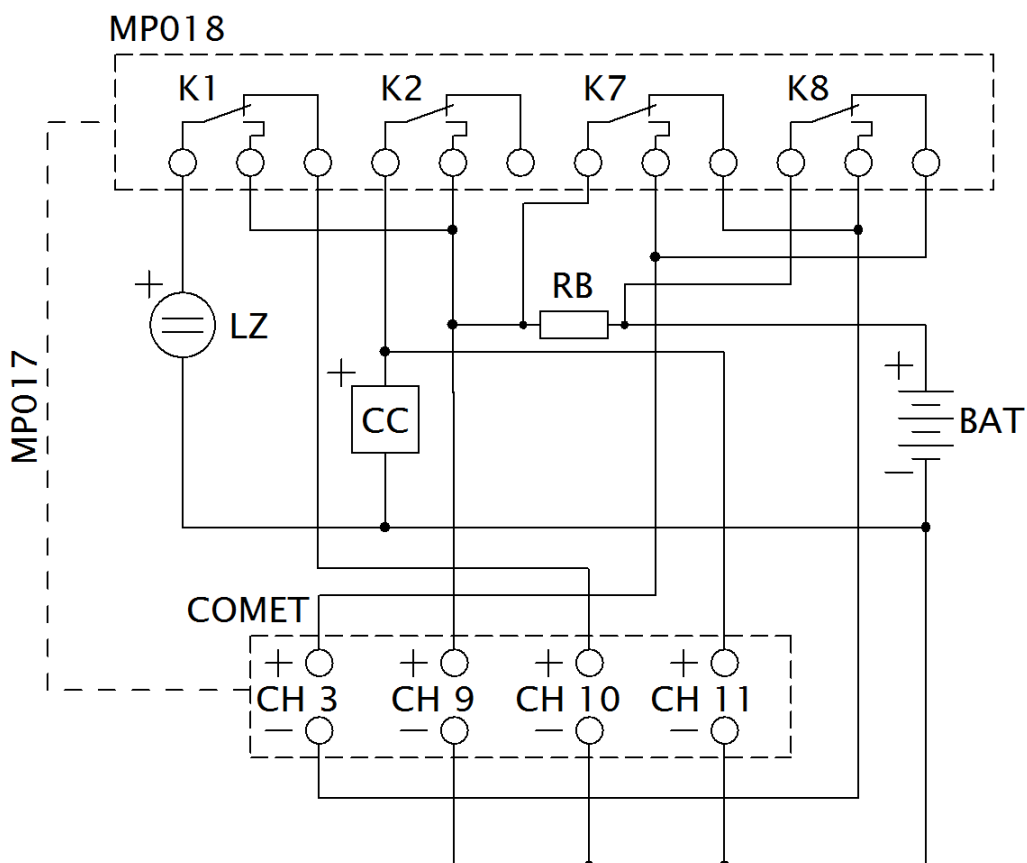 MP018
K1 K2 K7 K8
RB
+ LZ
MP017
+ CC
+ BAT −
COMET
+ + + +
CH 3 CH 9 CH 10 CH 11
− − − −